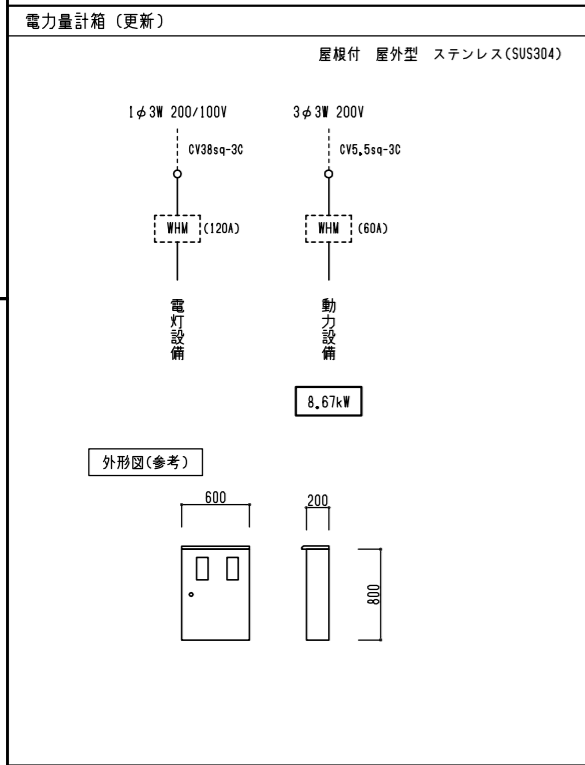 電力量計箱（更新）
屋根付 屋外型 ステンレス(SUS304)
1φ3W 200/100V
3φ3W 200V
CV38sq-3C
CV5.5sq-3C
WHM (120A)
WHM (60A)
電灯設備
動力設備
8.67kW
外形図(参考)
600
200
800